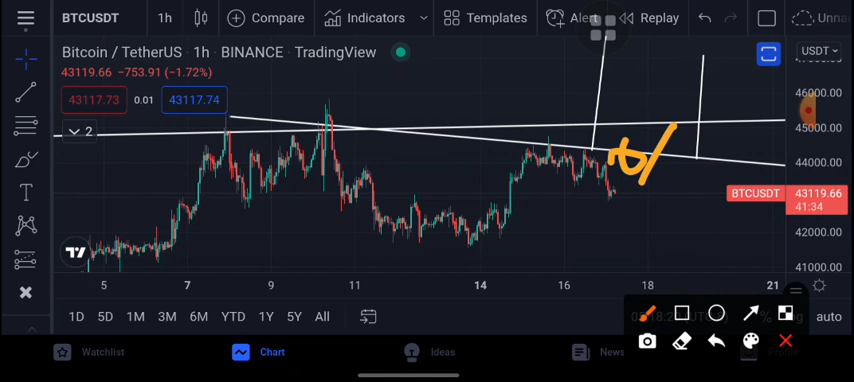 BTCUSDT 1h Compare Indicators Templates Alert Replay Unna
Bitcoin / TetherUS · 1h · BINANCE · TradingView USDT
43119.66 −753.91 (−1.72%)
46000.00
43117.73 0.01 43117.74
45000.00
2
44000.00
BTCUSDT 43119.66
41:34
42000.00
41000.00
5 7 9 11 14 16 18 21
1D 5D 1M 3M 6M YTD 1Y 5Y All % auto
Watchlist Chart Ideas News